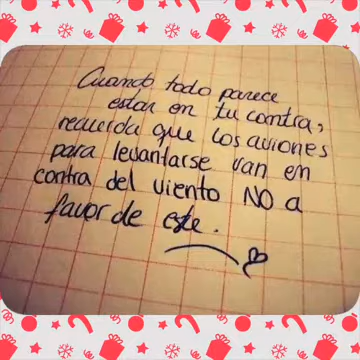 Cuando todo parece
estar en tu contra,
recuerda que los aviones
para levantarse van en
contra del viento NO a
favor de este.